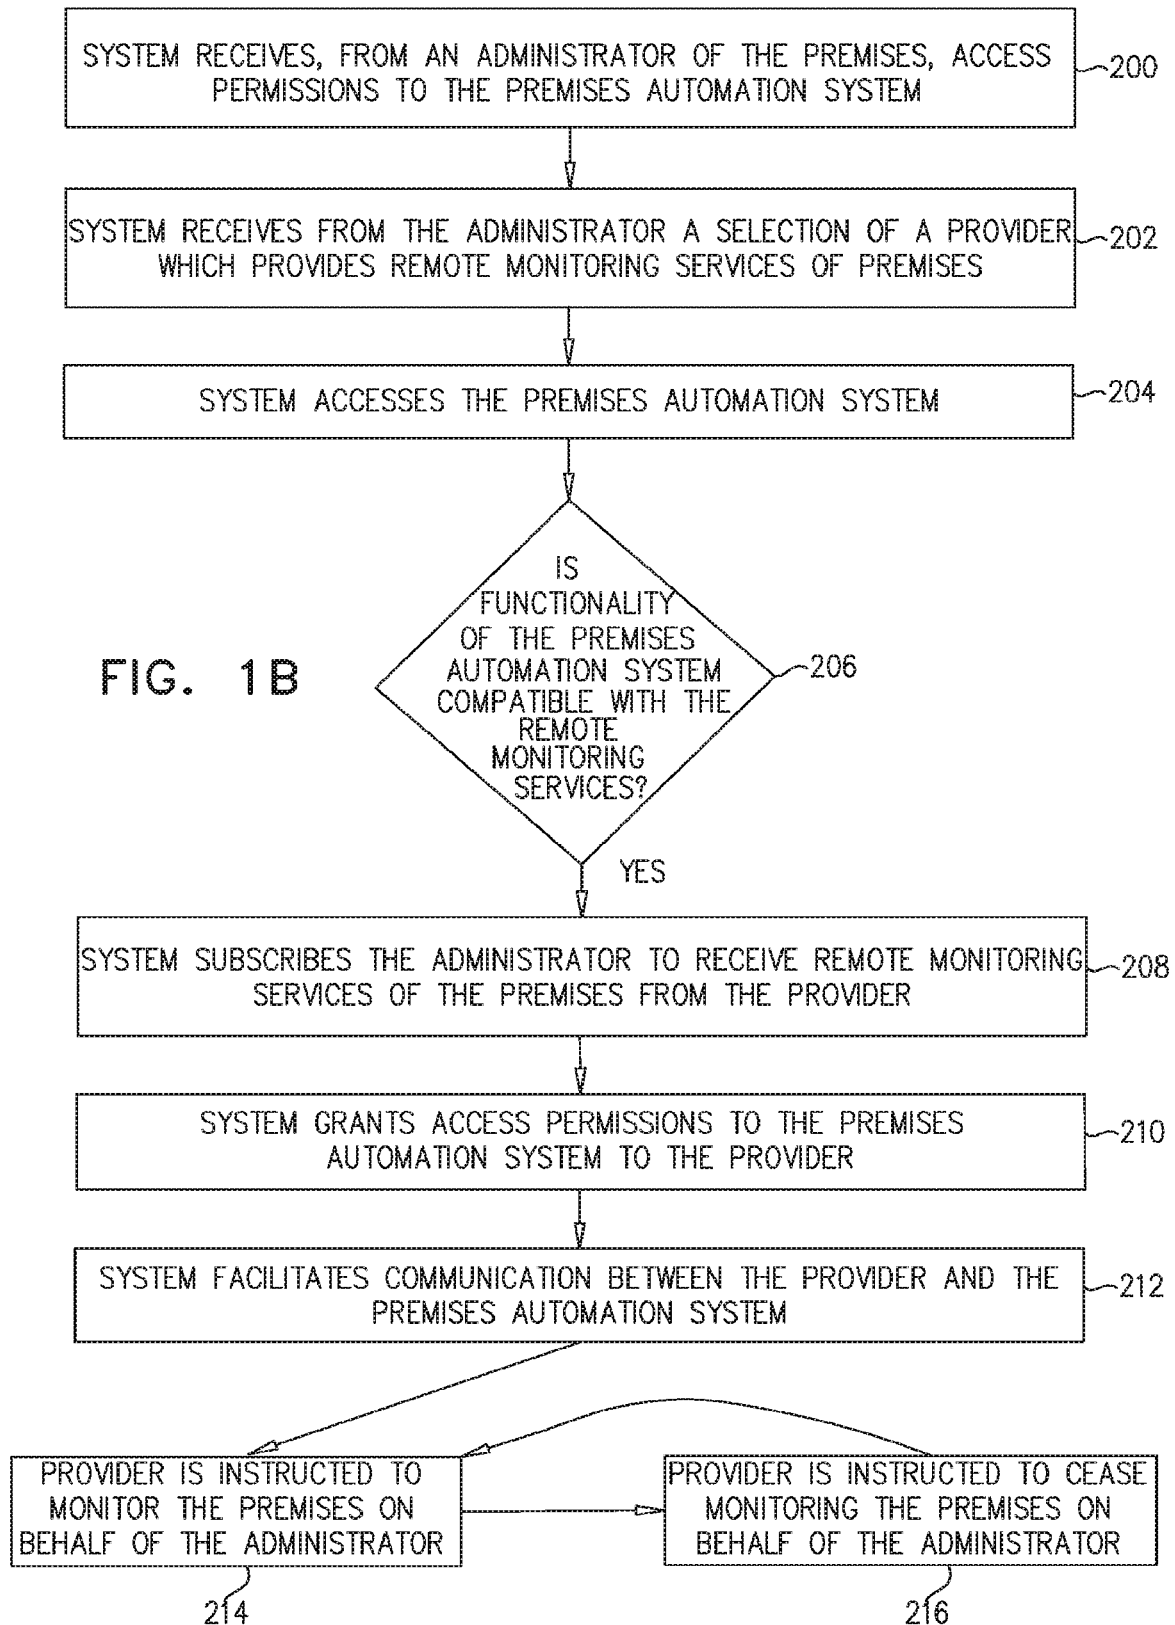 SYSTEM RECEIVES, FROM AN ADMINISTRATOR OF THE PREMISES, ACCESS
PERMISSIONS TO THE PREMISES AUTOMATION SYSTEM
200
SYSTEM RECEIVES FROM THE ADMINISTRATOR A SELECTION OF A PROVIDER
WHICH PROVIDES REMOTE MONITORING SERVICES OF PREMISES
202
SYSTEM ACCESSES THE PREMISES AUTOMATION SYSTEM
204
IS
FUNCTIONALITY
OF THE PREMISES
AUTOMATION SYSTEM
COMPATIBLE WITH THE
REMOTE
MONITORING
SERVICES?
206
FIG. 1B
YES
SYSTEM SUBSCRIBES THE ADMINISTRATOR TO RECEIVE REMOTE MONITORING
SERVICES OF THE PREMISES FROM THE PROVIDER
208
SYSTEM GRANTS ACCESS PERMISSIONS TO THE PREMISES
AUTOMATION SYSTEM TO THE PROVIDER
210
SYSTEM FACILITATES COMMUNICATION BETWEEN THE PROVIDER AND THE
PREMISES AUTOMATION SYSTEM
212
PROVIDER IS INSTRUCTED TO
MONITOR THE PREMISES ON
BEHALF OF THE ADMINISTRATOR
214
PROVIDER IS INSTRUCTED TO CEASE
MONITORING THE PREMISES ON
BEHALF OF THE ADMINISTRATOR
216